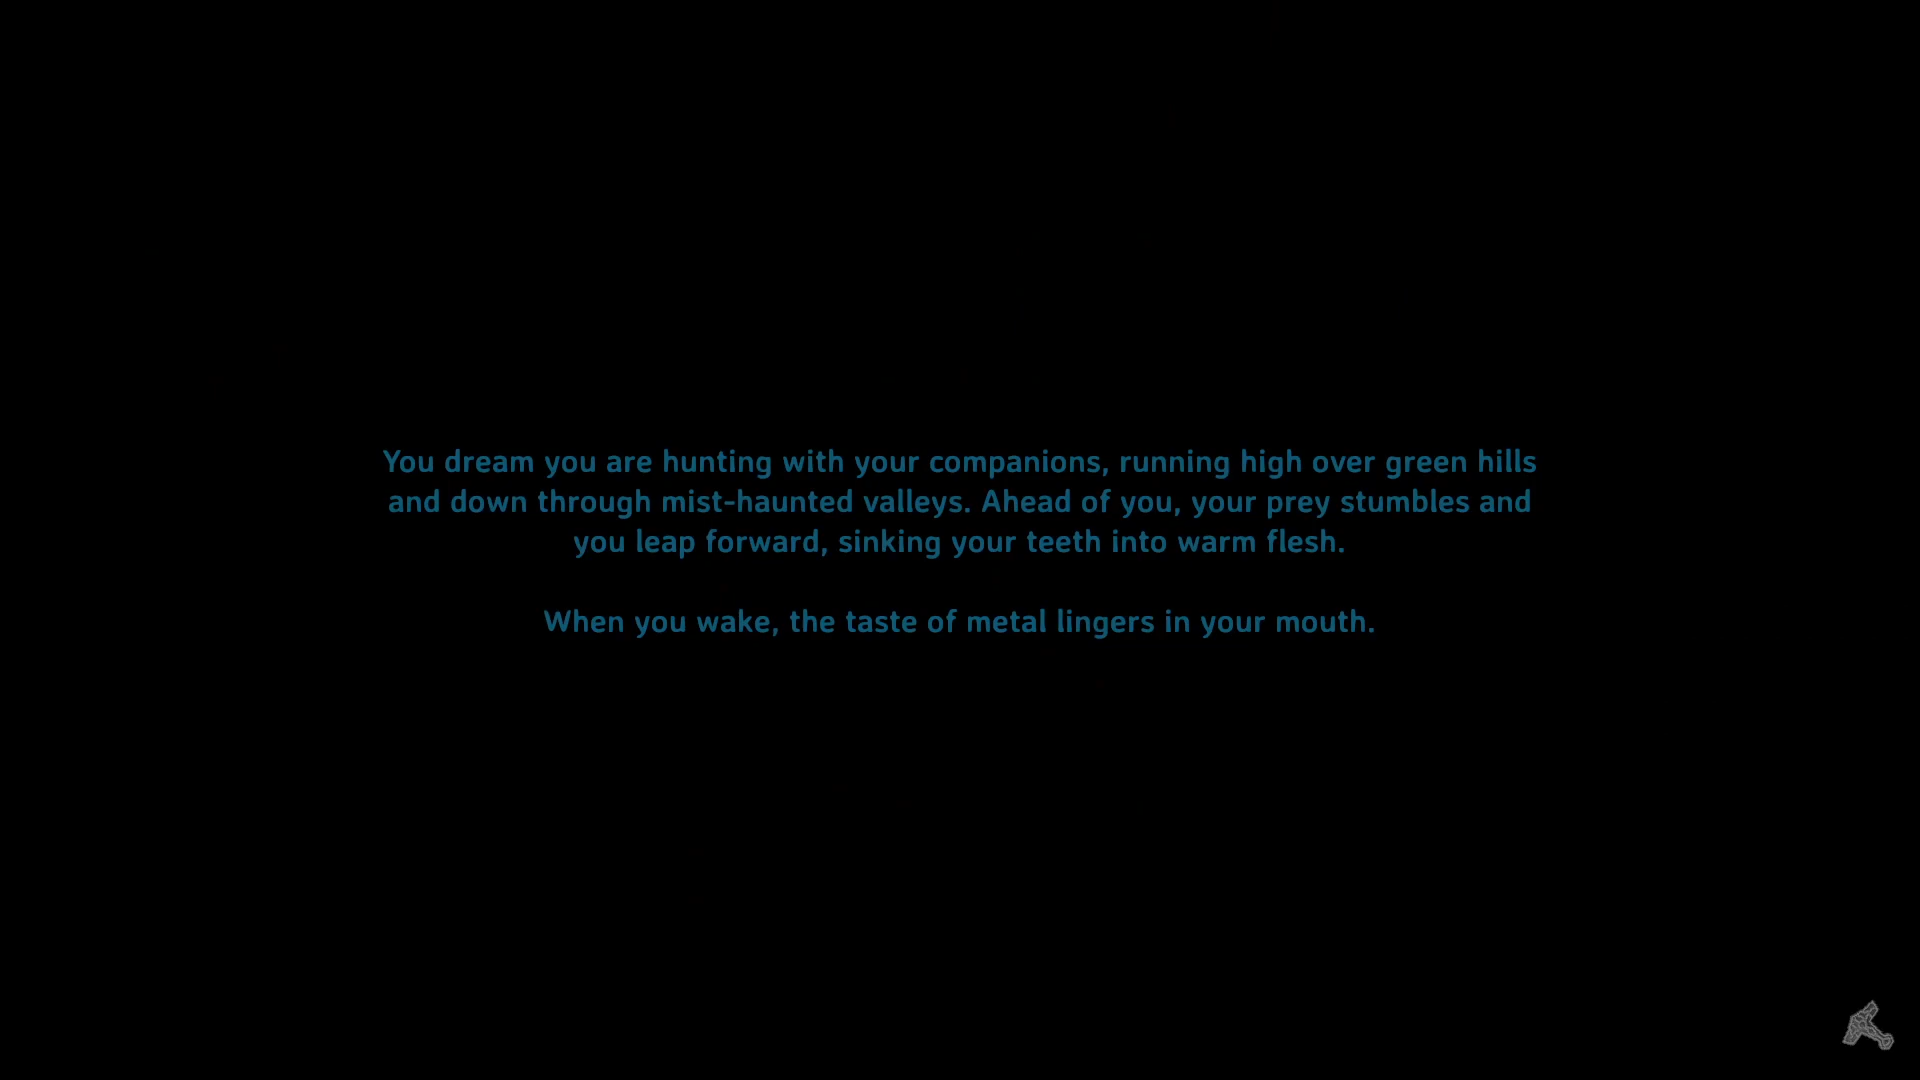 You dream you are hunting with your companions, running high over green hills
and down through mist-haunted valleys. Ahead of you, your prey stumbles and
you leap forward, sinking your teeth into warm flesh.
When you wake, the taste of metal lingers in your mouth.